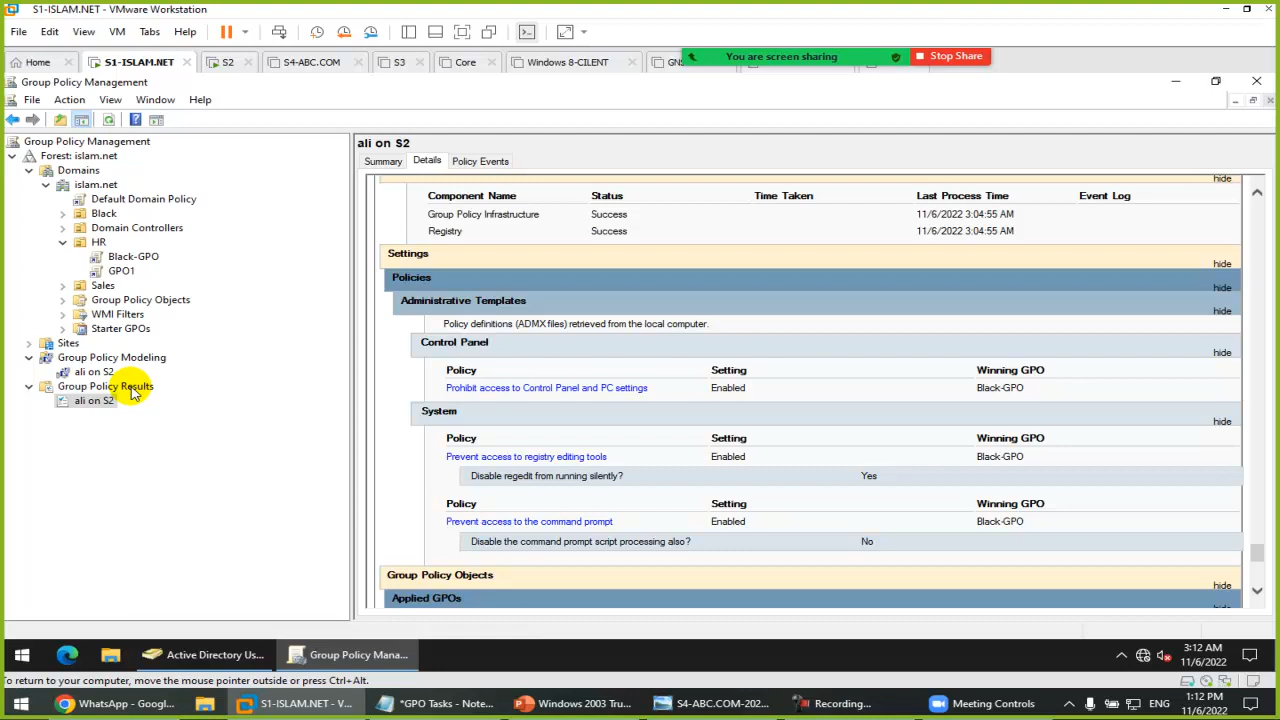 S1-ISLAM.NET - VMware Workstation
File Edit View VM Tabs Help
Home S1-ISLAM.NET S2 S4-ABC.COM S3 Core Windows 8-CILENT You are screen sharing Stop Share
Group Policy Management
File Action View Window Help
Group Policy Management
Forest: islam.net
Domains
islam.net
Default Domain Policy
Black
Domain Controllers
HR
Black-GPO
GPO1
Sales
Group Policy Objects
WMI Filters
Starter GPOs
Sites
Group Policy Modeling
ali on S2
Group Policy Results
ali on S2
ali on S2
Summary Details Policy Events
hide
Component Name Status Time Taken Last Process Time Event Log
Group Policy Infrastructure Success 11/6/2022 3:04:55 AM
Registry Success 11/6/2022 3:04:55 AM
Settings
hide
Policies
hide
Administrative Templates
hide
Policy definitions (ADMX files) retrieved from the local computer.
Control Panel
hide
Policy Setting Winning GPO
Prohibit access to Control Panel and PC settings Enabled Black-GPO
System
hide
Policy Setting Winning GPO
Prevent access to registry editing tools Enabled Black-GPO
Disable regedit from running silently? Yes
Policy Setting Winning GPO
Prevent access to the command prompt Enabled Black-GPO
Disable the command prompt script processing also? No
Group Policy Objects
hide
Applied GPOs
Active Directory Us... Group Policy Mana... 3:12 AM
11/6/2022
To return to your computer, move the mouse pointer outside or press Ctrl+Alt.
WhatsApp - Googl... S1-ISLAM.NET - V... *GPO Tasks - Note... Windows 2003 Tru... S4-ABC.COM-202... Recording... Meeting Controls ENG 1:12 PM
11/6/2022